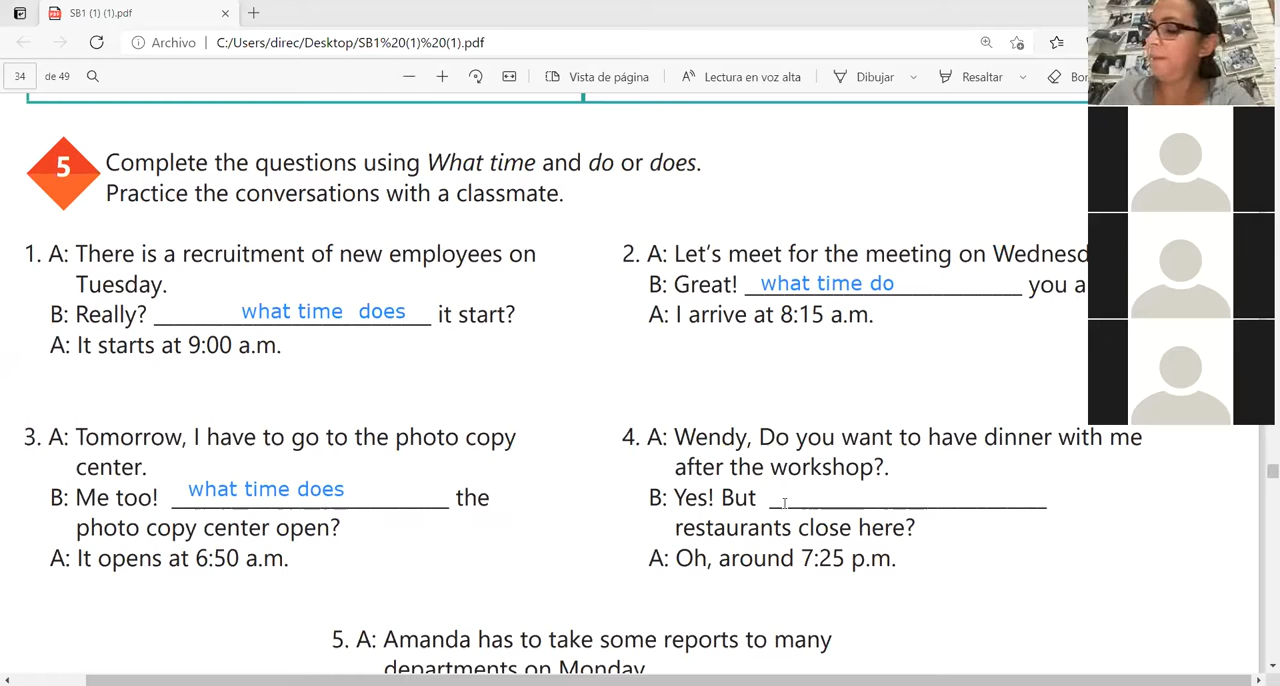 SB1 (1) (1).pdf
Archivo
C:/Users/direc/Desktop/SB1%20(1)%20(1).pdf
34 de 49
Vista de página
Lectura en voz alta
Dibujar
Resaltar
Bor
5
Complete the questions using What time and do or does.
Practice the conversations with a classmate.
1. A: There is a recruitment of new employees on
Tuesday.
B: Really? what time does it start?
A: It starts at 9:00 a.m.
2. A: Let's meet for the meeting on Wednesd
B: Great! what time do you a
A: I arrive at 8:15 a.m.
3. A: Tomorrow, I have to go to the photo copy
center.
B: Me too! what time does the
photo copy center open?
A: It opens at 6:50 a.m.
4. A: Wendy, Do you want to have dinner with me
after the workshop?.
B: Yes! But
restaurants close here?
A: Oh, around 7:25 p.m.
5. A: Amanda has to take some reports to many
departments on Monday.